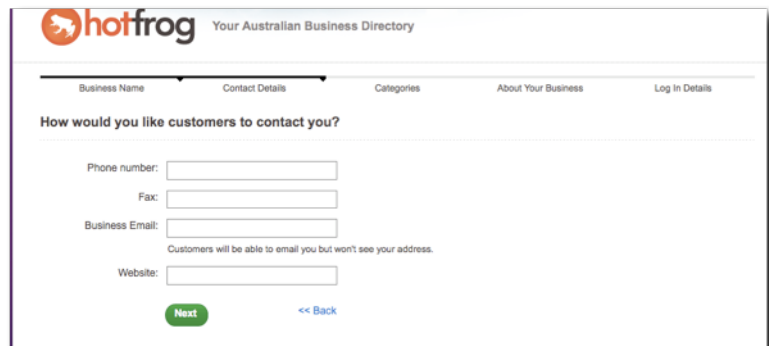 hotfrog Your Australian Business Directory
Business Name Contact Details Categories About Your Business Log In Details
How would you like customers to contact you?
Phone number:
Fax:
Business Email:
Customers will be able to email you but won't see your address.
Website:
Next << Back